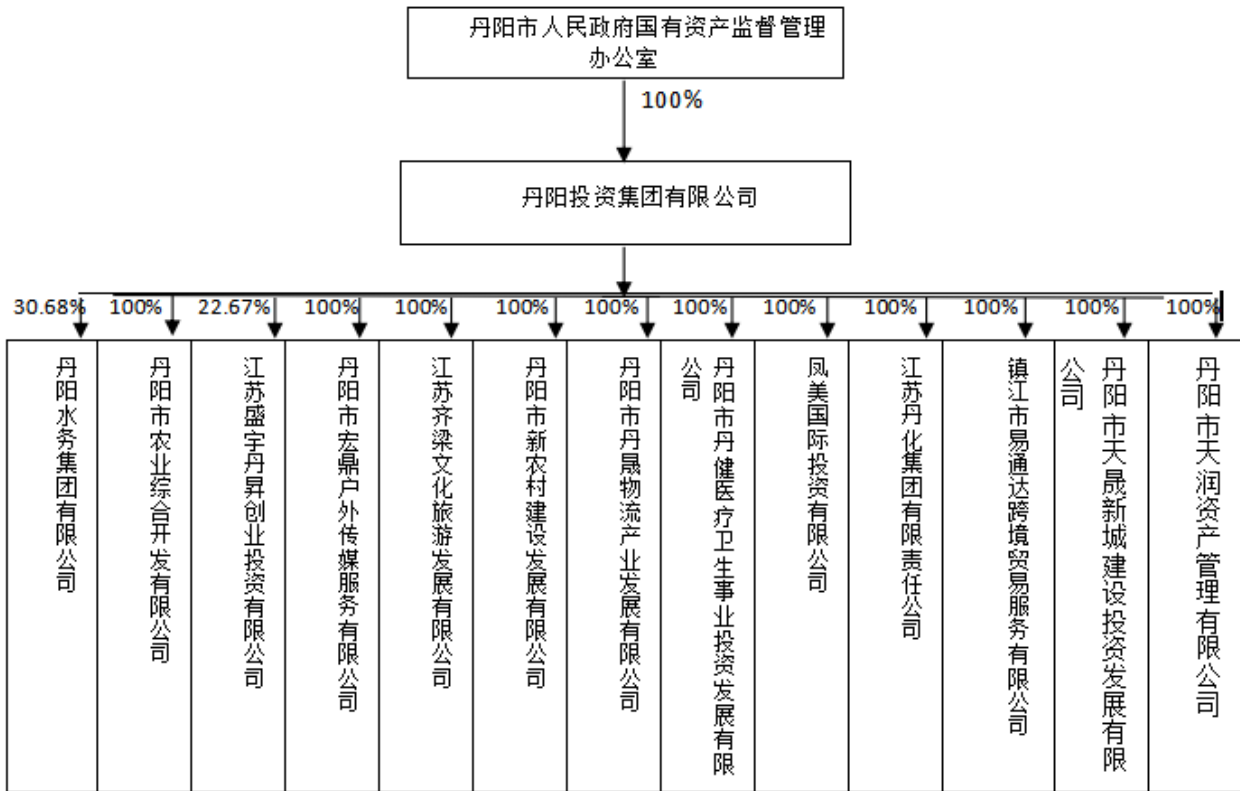 丹阳市人民政府国有资产监督管理
办公室
100%
丹阳投资集团有限公司
30.68%
100%
22.67%
100%
100%
100%
100%
100%
100%
100%
100%
100%
100%
丹阳水务集团有限公司
丹阳市农业综合开发有限公司
江苏盛宇丹昇创业投资有限公司
丹阳市宏鼎户外传媒服务有限公司
江苏齐梁文化旅游发展有限公司
丹阳市新农村建设发展有限公司
丹阳市丹晟物流产业发展有限公司
丹阳市丹健医疗卫生事业投资发展有限
公司
凤美国际投资有限公司
江苏丹化集团有限责任公司
镇江市易通达跨境贸易服务有限公司
丹阳市天晟新城建设投资发展有限
公司
丹阳市天润资产管理有限公司